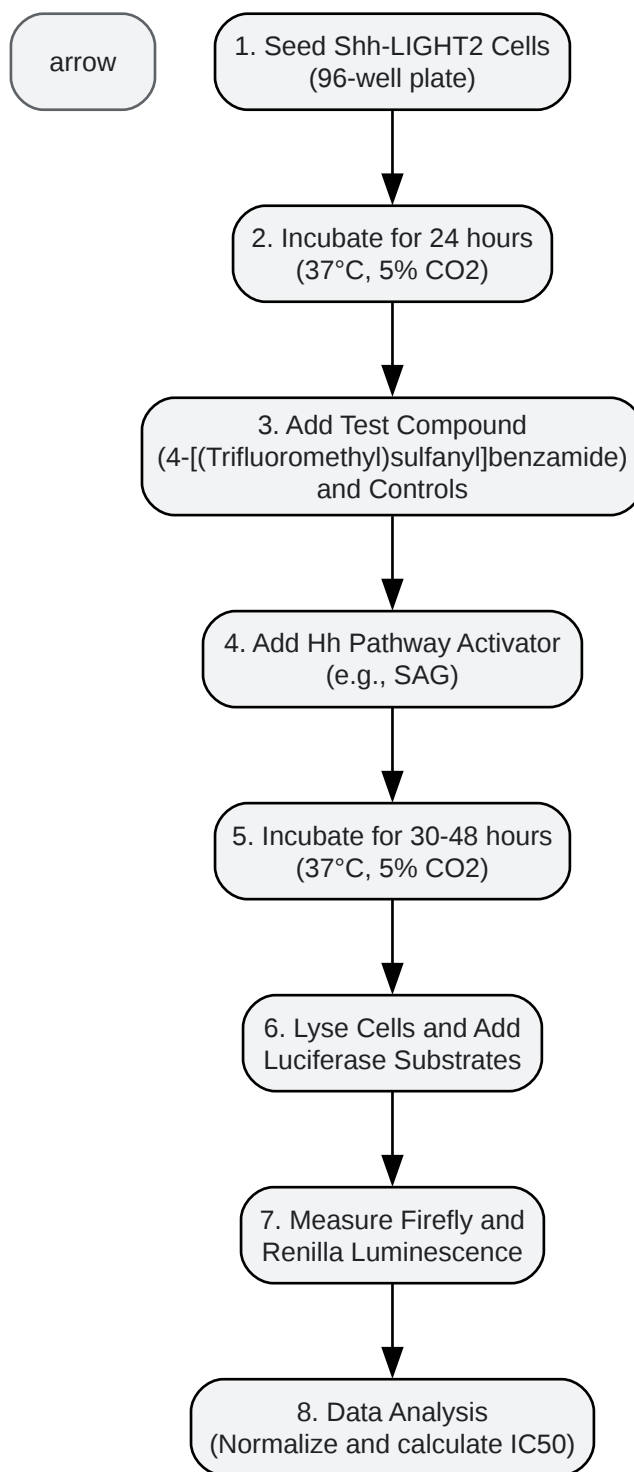 arrow
1. Seed Shh-LIGHT2 Cells
(96-well plate)
2. Incubate for 24 hours
(37°C, 5% CO2)
3. Add Test Compound
(4-[(Trifluoromethyl)sulfanyl]benzamide)
and Controls
4. Add Hh Pathway Activator
(e.g., SAG)
5. Incubate for 30-48 hours
(37°C, 5% CO2)
6. Lyse Cells and Add
Luciferase Substrates
7. Measure Firefly and
Renilla Luminescence
8. Data Analysis
(Normalize and calculate IC50)